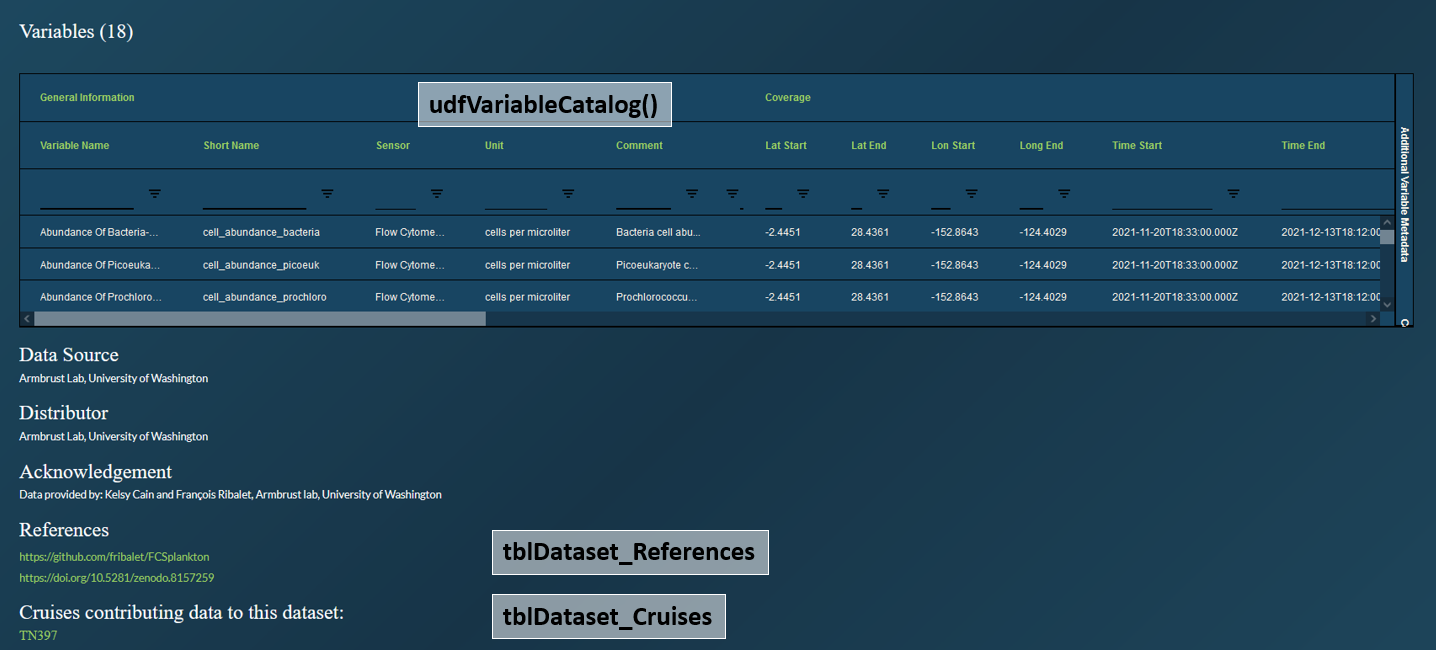 Variables (18)
General Information
udfVariableCatalog()
Coverage
Variable Name Short Name Sensor Unit Comment Lat Start Lat End Lon Start Long End Time Start Time End
Abundance Of Bacteria-... cell_abundance_bacteria Flow Cytome... cells per microliter Bacteria cell abu... -2.4451 28.4361 -152.8643 -124.4029 2021-11-20T18:33:00.000Z 2021-12-13T18:12:00
Abundance Of Picoeuka... cell_abundance_picoeuk Flow Cytome... cells per microliter Picoeukaryote c... -2.4451 28.4361 -152.8643 -124.4029 2021-11-20T18:33:00.000Z 2021-12-13T18:12:00
Abundance Of Prochloro... cell_abundance_prochloro Flow Cytome... cells per microliter Prochlorococcu... -2.4451 28.4361 -152.8643 -124.4029 2021-11-20T18:33:00.000Z 2021-12-13T18:12:00
Additional Variable Metadata
Data Source
Armbrust Lab, University of Washington
Distributor
Armbrust Lab, University of Washington
Acknowledgement
Data provided by: Kelsy Cain and François Ribalet, Armbrust lab, University of Washington
References
https://github.com/fribalet/FCSplankton
https://doi.org/10.5281/zenodo.8157259
tblDataset_References
Cruises contributing data to this dataset:
TN397
tblDataset_Cruises